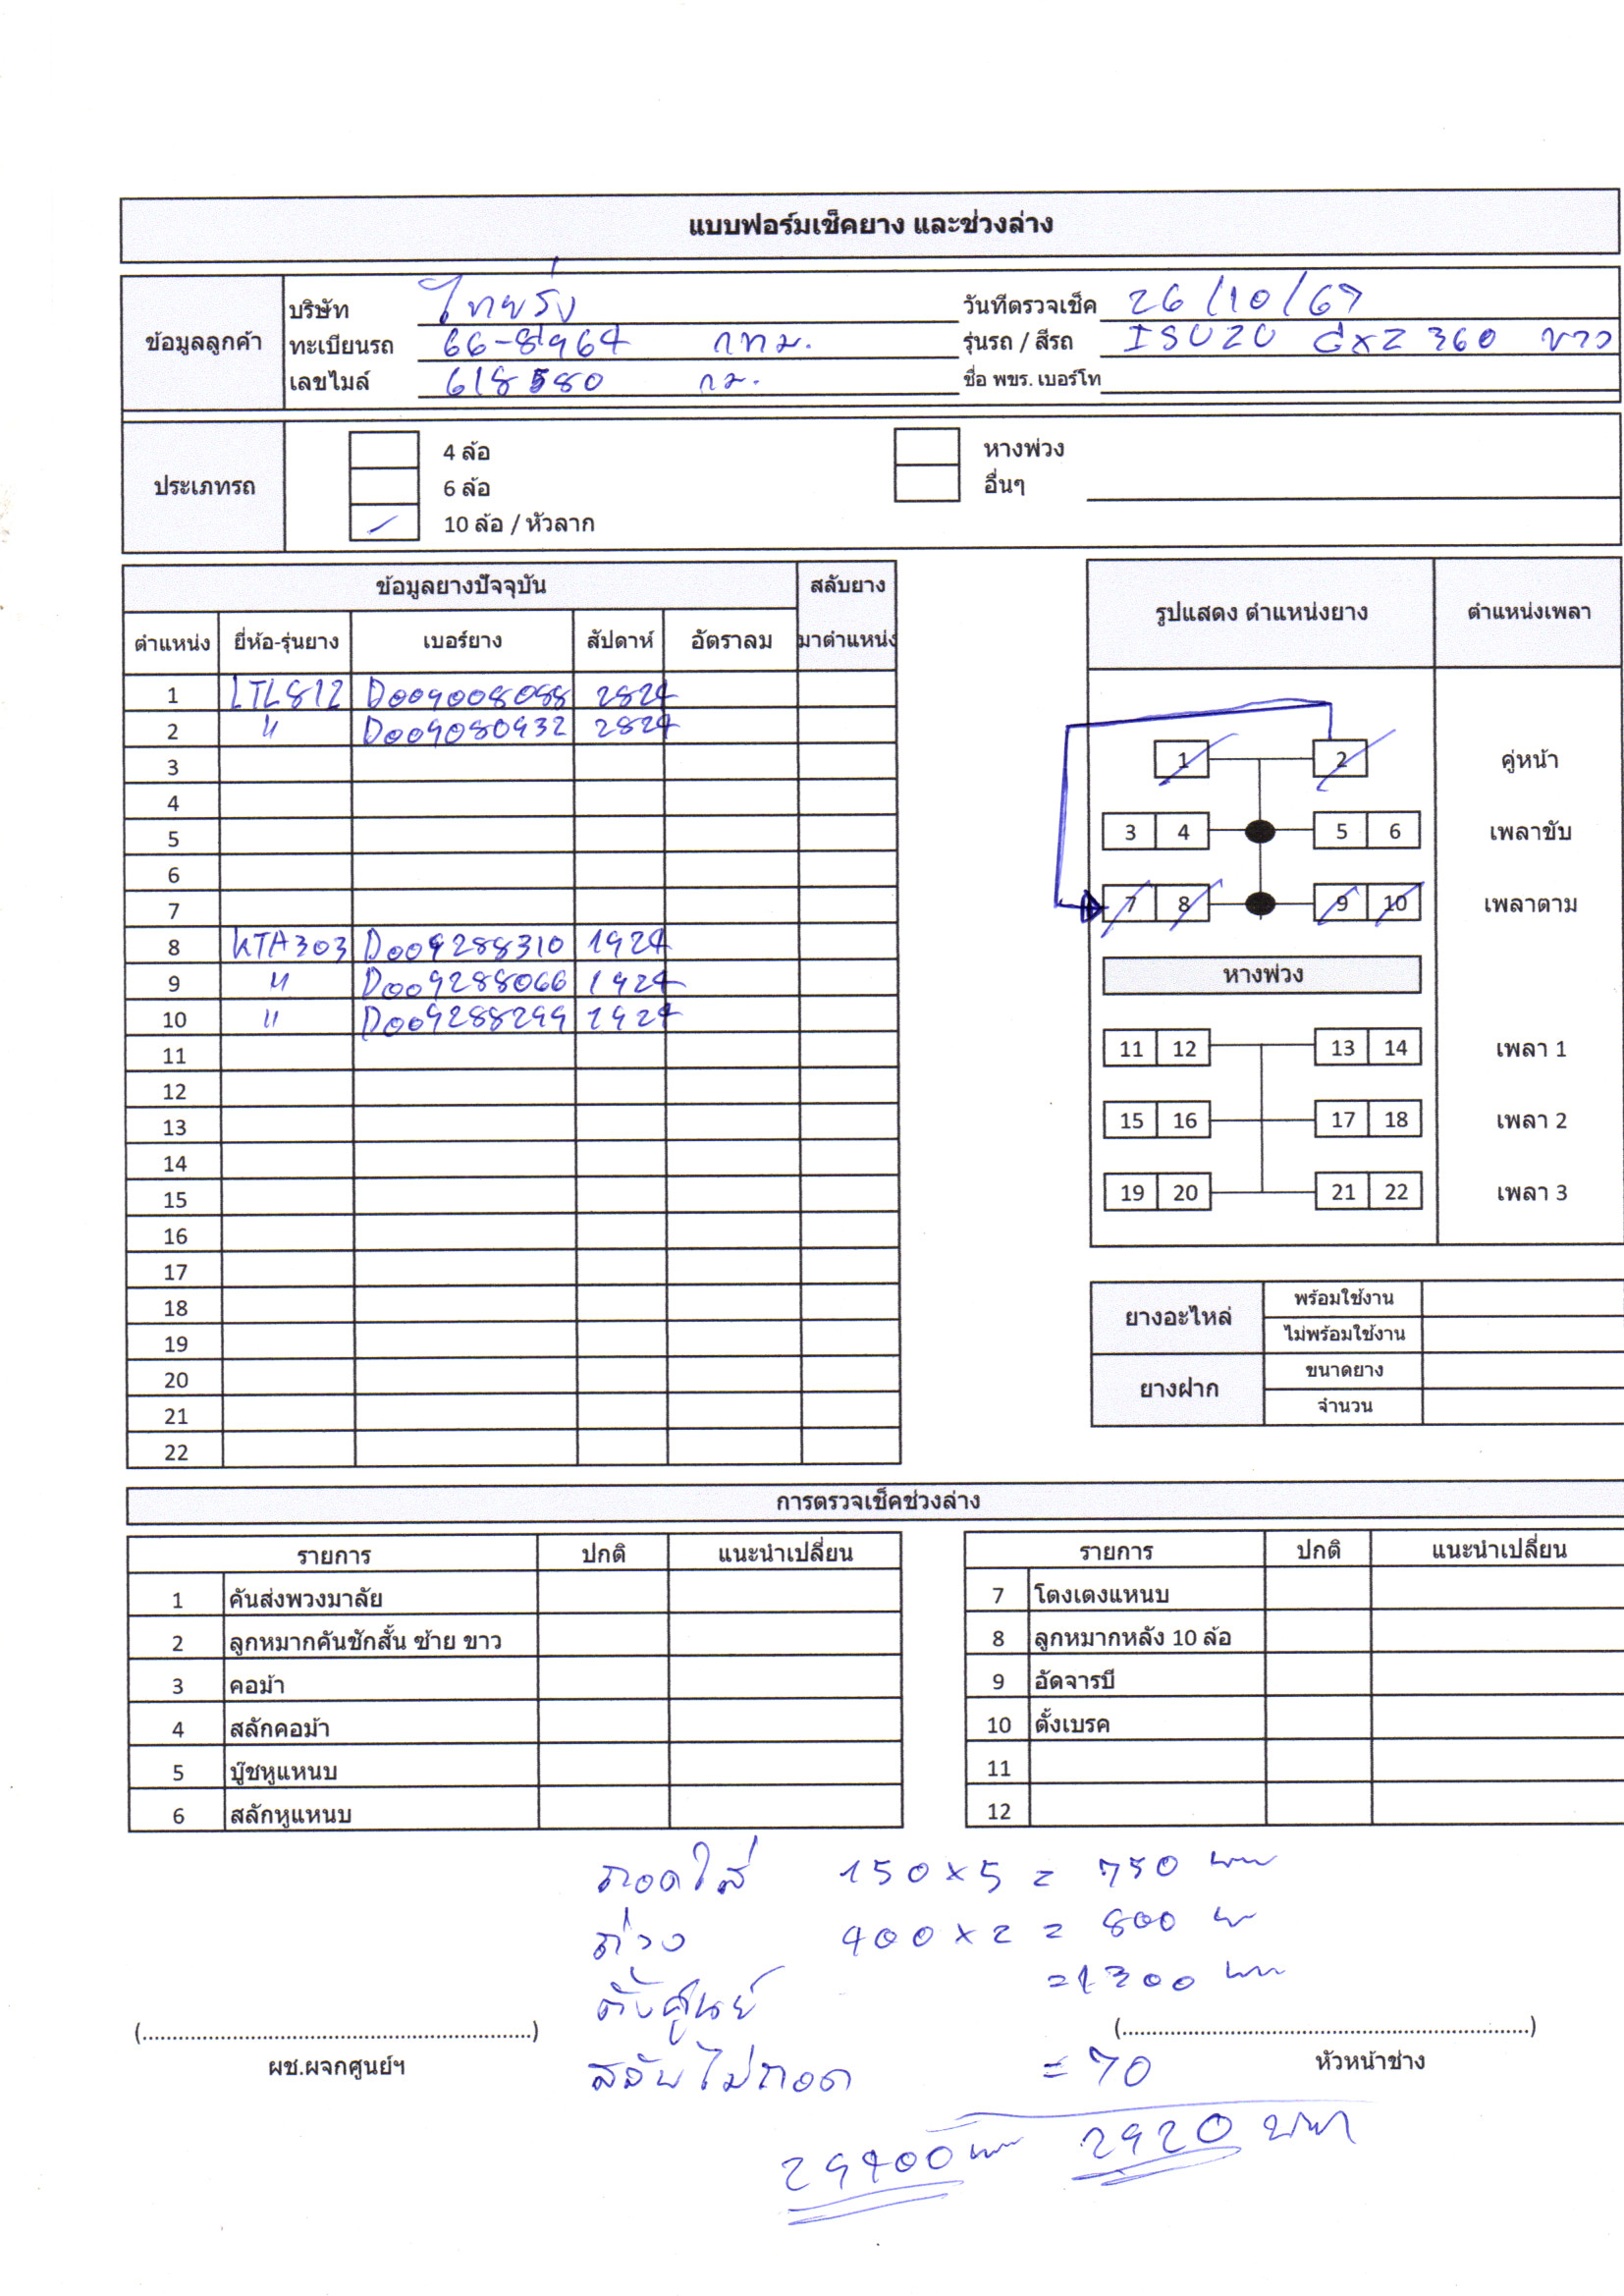 แบบฟอร์มเช็คยาง และช่วงล่าง
ข้อมูลลูกค้า
บริษัท ไทยรุ่ง วันที่ตรวจเช็ค 26/10/67
ทะเบียนรถ 66-8964 กทม. รุ่นรถ / สีรถ ISUZU GXZ 360 ขาว
เลขไมล์ 618580 กม. ชื่อ พขร. เบอร์โท
ประเภทรถ
4 ล้อ หางพ่วง
6 ล้อ อื่นๆ
10 ล้อ / หัวลาก
ข้อมูลยางปัจจุบัน สลับยาง
ตำแหน่ง ยี่ห้อ-รุ่นยาง เบอร์ยาง สัปดาห์ อัตราลม มาตำแหน่ง
1 LTL812 D009008088 2824
2 " D009080932 2824
3
4
5
6
7
8 KTA303 D009288310 1924
9 " D009288066 1924
10 " D009288299 1924
11
12
13
14
15
16
17
18
19
20
21
22
รูปแสดง ตำแหน่งยาง ตำแหน่งเพลา
1 2 คู่หน้า
3 4 5 6 เพลาขับ
7 8 9 10 เพลาตาม
หางพ่วง
11 12 13 14 เพลา 1
15 16 17 18 เพลา 2
19 20 21 22 เพลา 3
ยางอะไหล่ พร้อมใช้งาน
ไม่พร้อมใช้งาน
ยางฝาก ขนาดยาง
จำนวน
การตรวจเช็คช่วงล่าง
รายการ ปกติ แนะนำเปลี่ยน รายการ ปกติ แนะนำเปลี่ยน
1 คันส่งพวงมาลัย 7 โตงเตงแหนบ
2 ลูกหมากคันชักสั้น ซ้าย ขาว 8 ลูกหมากหลัง 10 ล้อ
3 คอม้า 9 อัดจารบี
4 สลักคอม้า 10 ตั้งเบรค
5 บู๊ชหูแหนบ 11
6 สลักหูแหนบ 12
ถอดใส่ 150×5 = 750 บาท
ถ่วง 400×2 = 800 บ
ตั้งศูนย์ =1300 บาท
สลับไม่ถอด = 70
2920 บาท
29400 บาท
(................................................................) (....................................................................)
ผช.ผจกศูนย์ฯ หัวหน้าช่าง